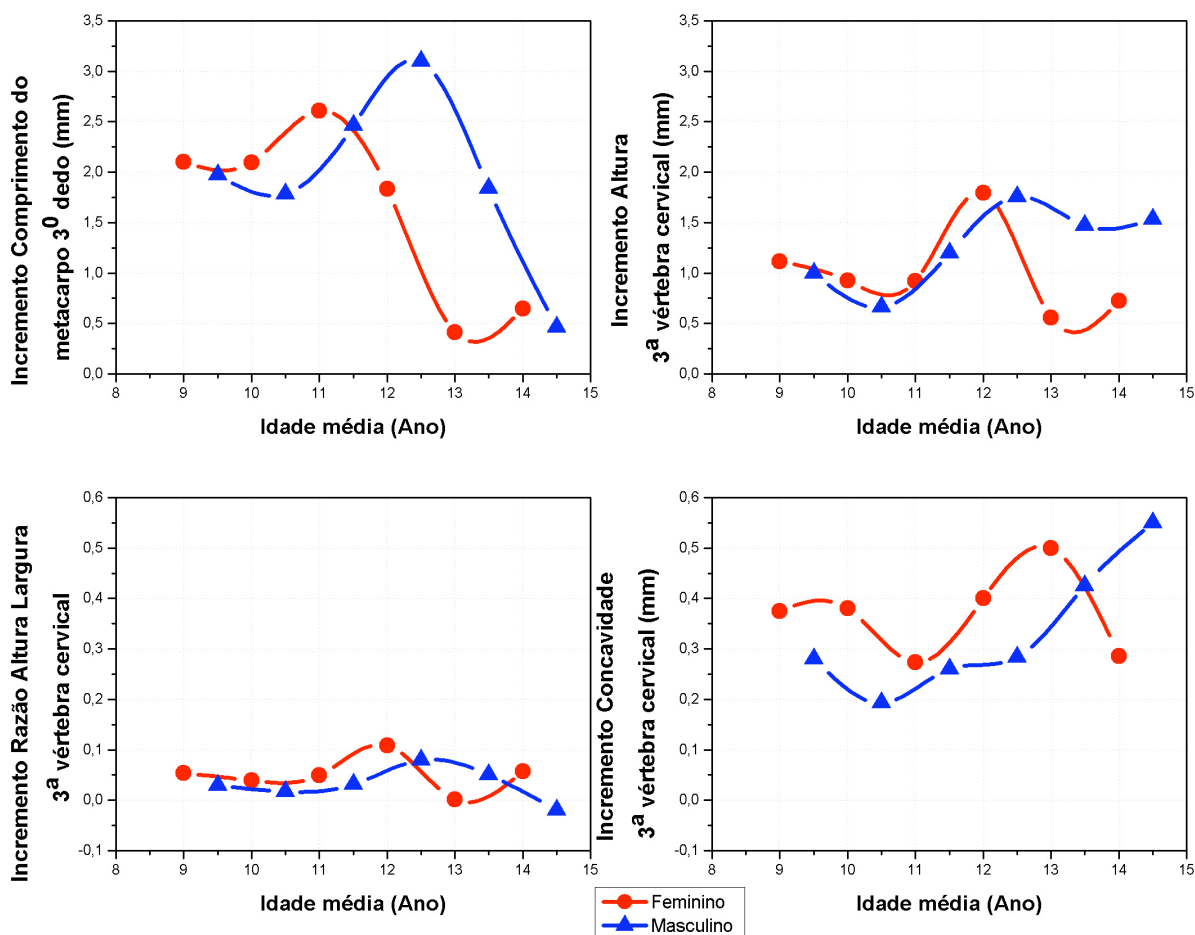 Incremento Comprimento do
metacarpo 3⁰ dedo (mm)
3,5
3,0
2,5
2,0
1,5
1,0
0,5
0,0
8 9 10 11 12 13 14 15
Idade média (Ano)
Incremento Altura
3ª vértebra cervical (mm)
3,5
3,0
2,5
2,0
1,5
1,0
0,5
0,0
8 9 10 11 12 13 14 15
Idade média (Ano)
Incremento Razão Altura Largura
3ª vértebra cervical
0,6
0,5
0,4
0,3
0,2
0,1
0,0
-0,1
8 9 10 11 12 13 14 15
Idade média (Ano)
Incremento Concavidade
3ª vértebra cervical (mm)
0,6
0,5
0,4
0,3
0,2
0,1
0,0
-0,1
8 9 10 11 12 13 14 15
Idade média (Ano)
Feminino
Masculino